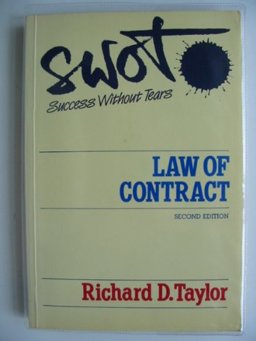 SWOT
Success Without Tears
LAW OF
CONTRACT
SECOND EDITION
Richard D. Taylor